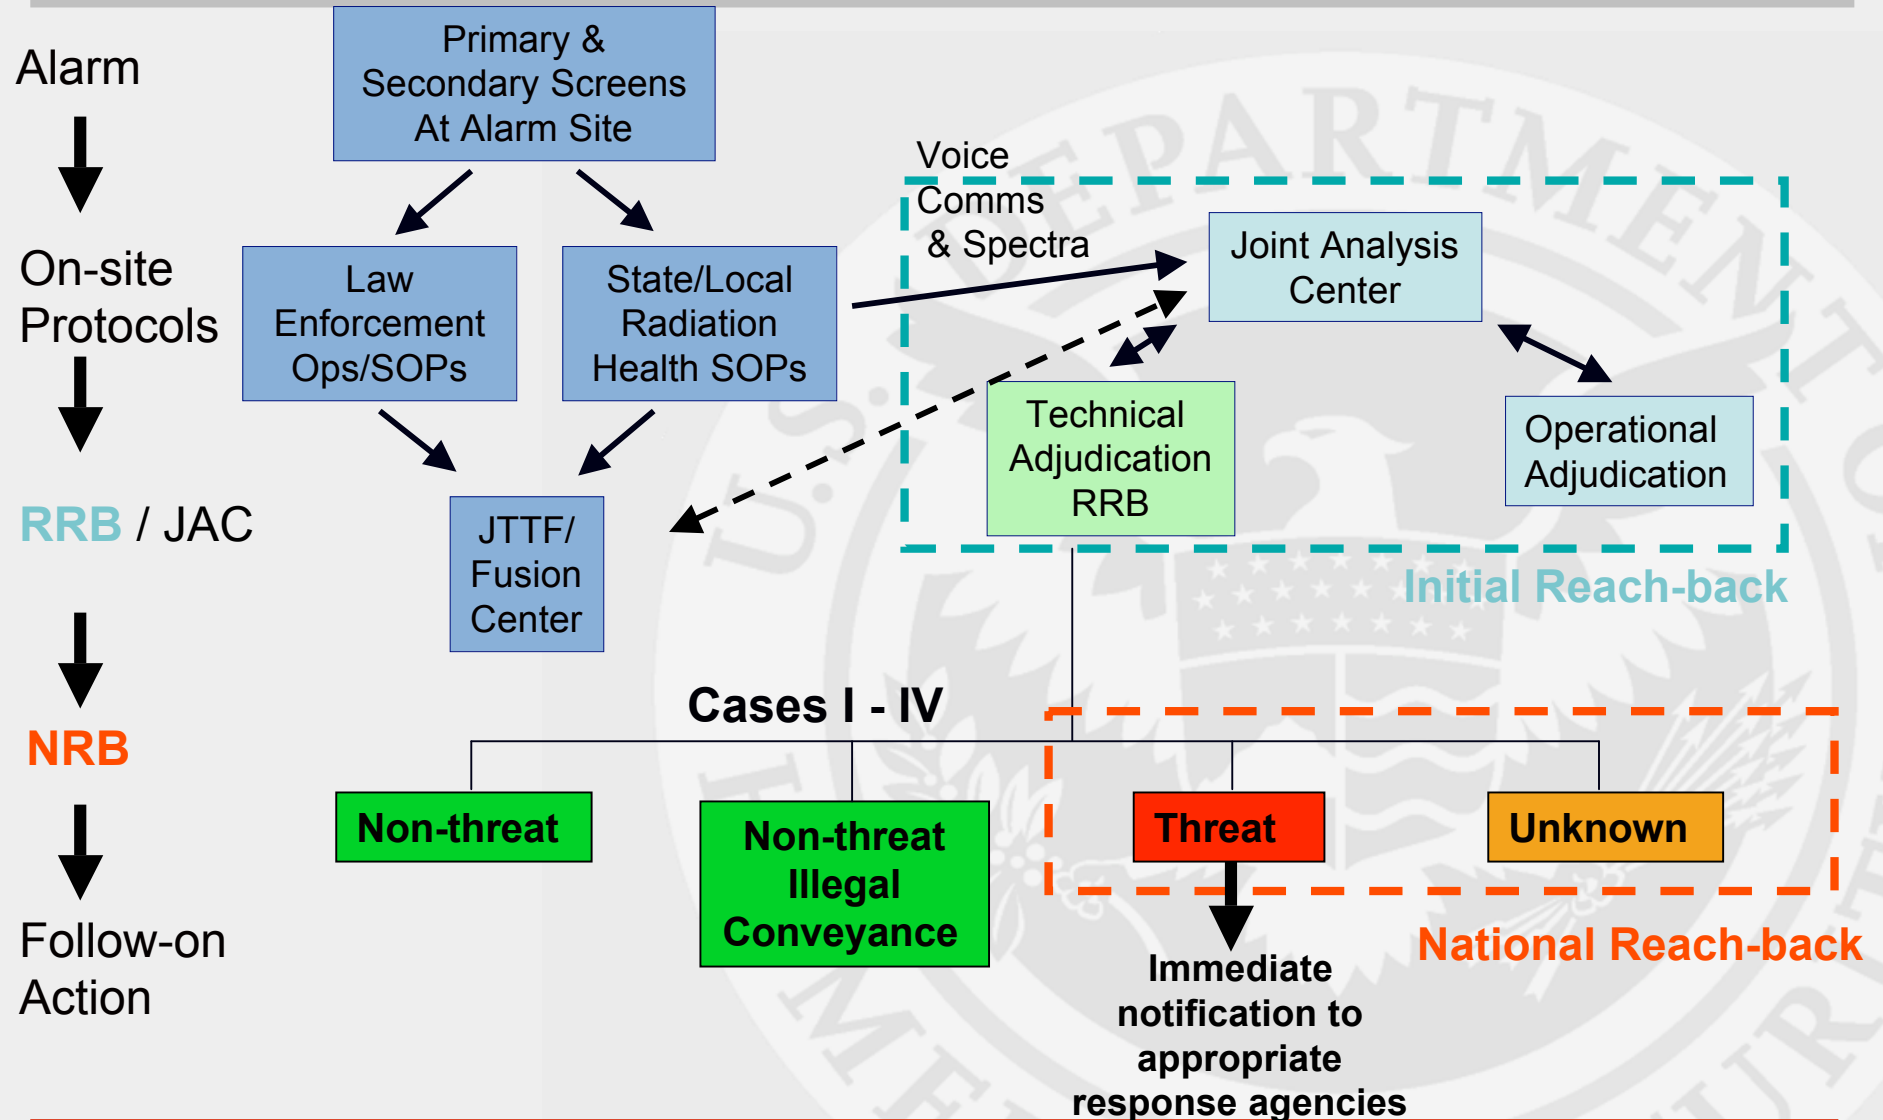 Alarm
On-site
Protocols
RRB / JAC
NRB
Follow-on
Action
Primary &
Secondary Screens
At Alarm Site
Law
Enforcement
Ops/SOPs
State/Local
Radiation
Health SOPs
JTTF/
Fusion
Center
Voice
Comms
& Spectra
Joint Analysis
Center
Technical
Adjudication
RRB
Operational
Adjudication
Initial Reach-back
Cases I - IV
Non-threat
Non-threat
Illegal
Conveyance
Threat
Unknown
National Reach-back
Immediate
notification to
appropriate
response agencies
U.S. DEPARTMENT